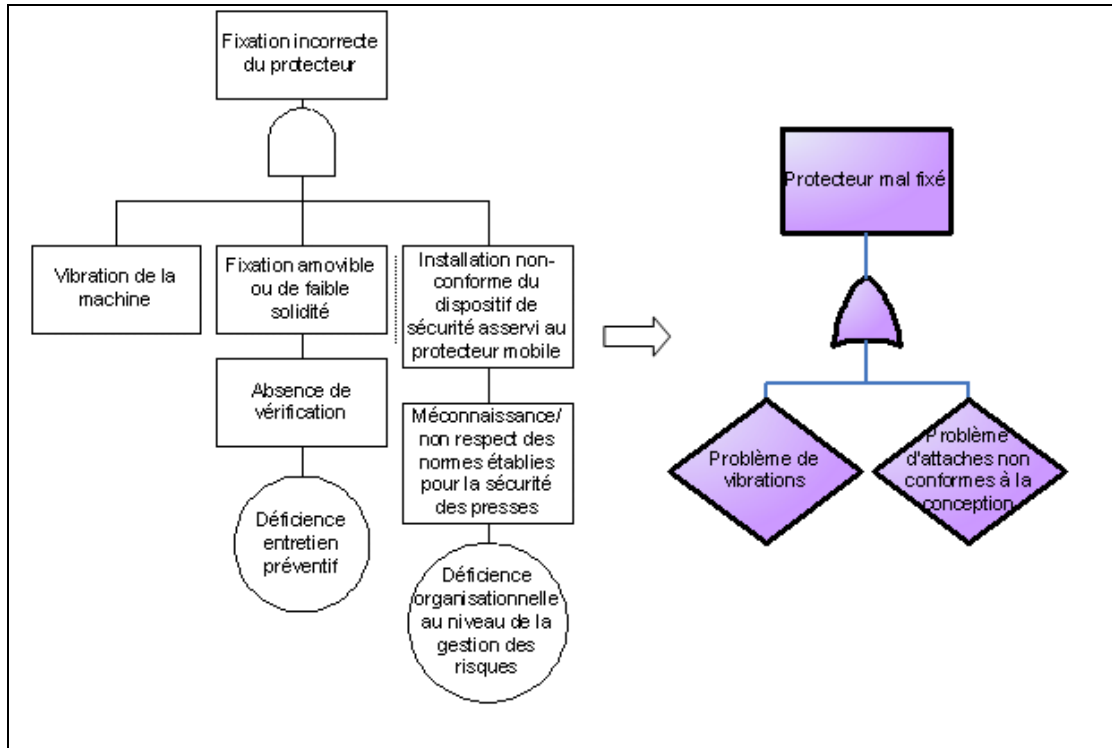 Fixation incorrecte
du protecteur
Vibration de la
machine
Fixation amovible
ou de faible
solidité
Installation non-
conforme du
dispositif de
sécurité asservi au
protecteur mobile
Absence de
vérification
Méconnaissance/
non respect des
normes établies
pour la sécurité
des presses
Déficience
entretien
préventif
Déficience
organisationnelle
au niveau de la
gestion des
risques
Protecteur mal fixé
Problème de
vibrations
Problème
d'attaches non
conformes à la
conception